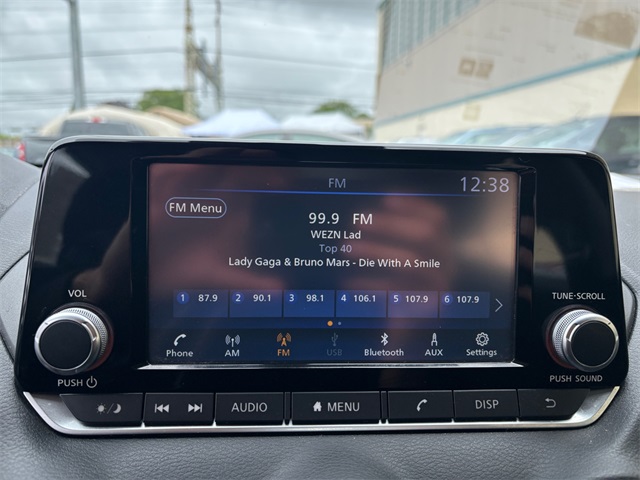 FM
12:38
FM Menu
99.9 FM
WEZN Lad
Top 40
Lady Gaga & Bruno Mars - Die With A Smile
VOL
TUNE·SCROLL
1 87.9 2 90.1 3 98.1 4 106.1 5 107.9 6 107.9
Phone AM FM USB Bluetooth AUX Settings
PUSH
PUSH SOUND
AUDIO
MENU
DISP